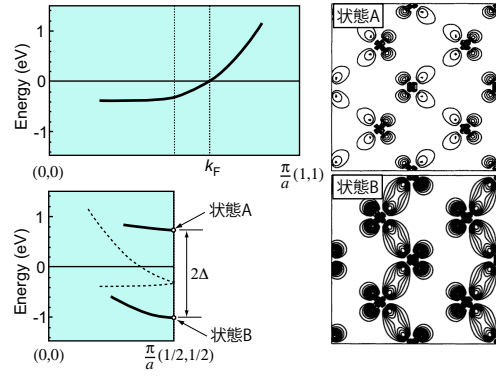 Energy (eV)
1
0
-1
(0,0)
k_F
π/a (1,1)
Energy (eV)
1
0
-1
状態A
2Δ
状態B
(0,0)
π/a (1/2,1/2)
状態A
状態B